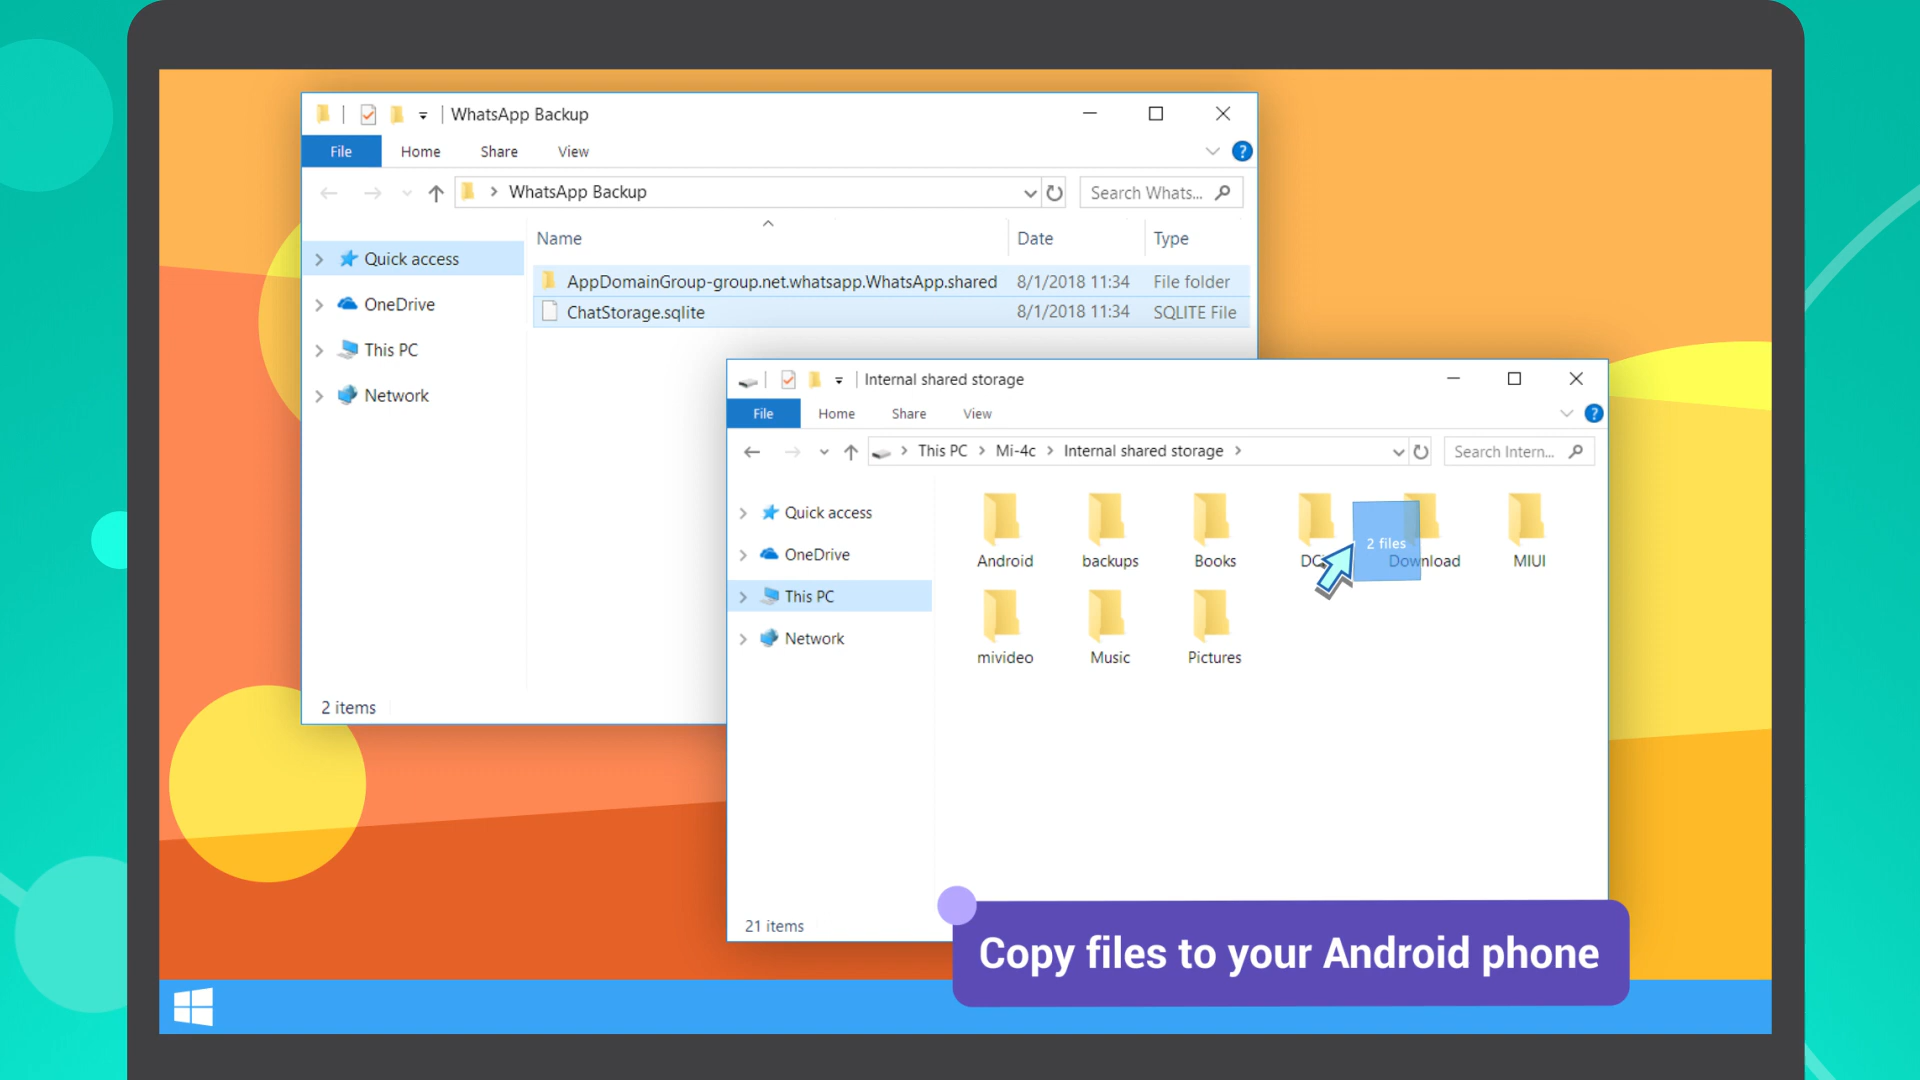 WhatsApp Backup
File Home Share View
?
WhatsApp Backup
Search Whats...
Name Date Type
Quick access
OneDrive
This PC
Network
AppDomainGroup-group.net.whatsapp.WhatsApp.shared 8/1/2018 11:34 File folder
ChatStorage.sqlite 8/1/2018 11:34 SQLITE File
2 items
Internal shared storage
File Home Share View
?
This PC Mi-4c Internal shared storage
Search Intern...
Quick access
OneDrive
This PC
Network
2 files
Android backups Books Download MIUI
mivideo Music Pictures
21 items
Copy files to your Android phone